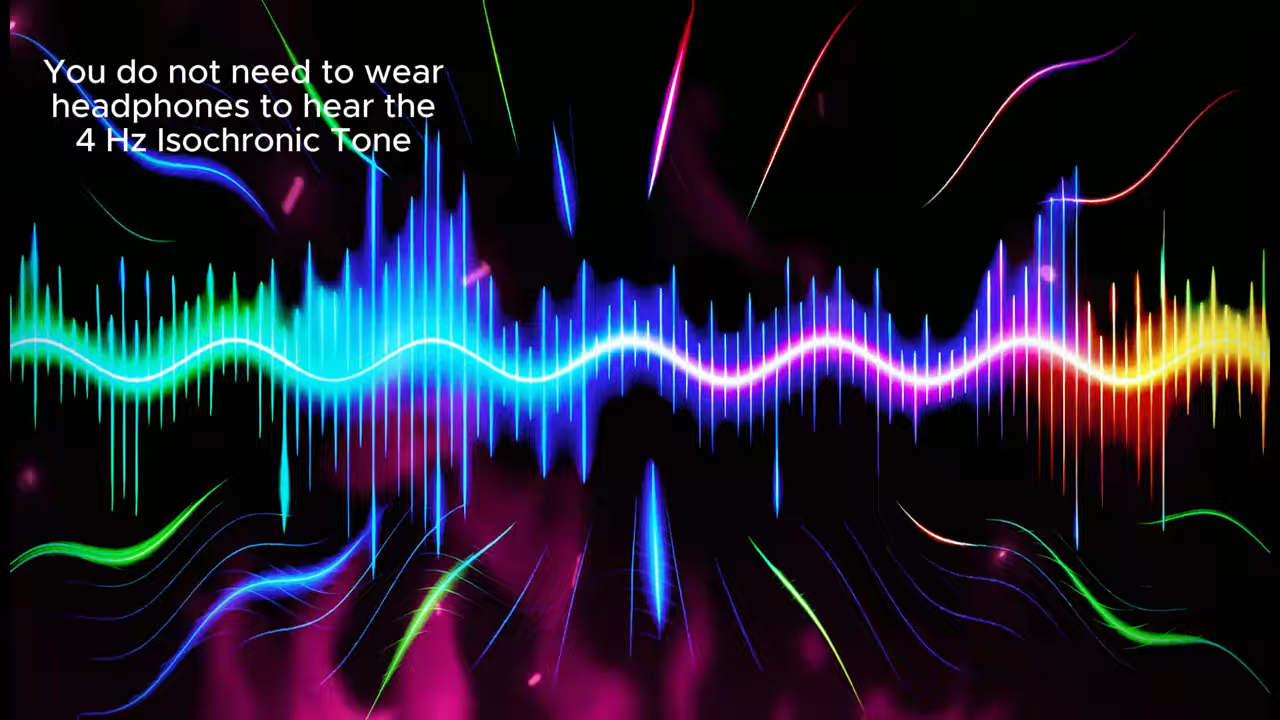 You do not need to wear
headphones to hear the
4 Hz Isochronic Tone